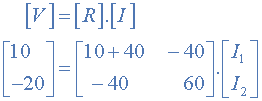 [V] = [R].[I]
[10 -20] = [10+40 -40 -40 60].[I₁ I₂]